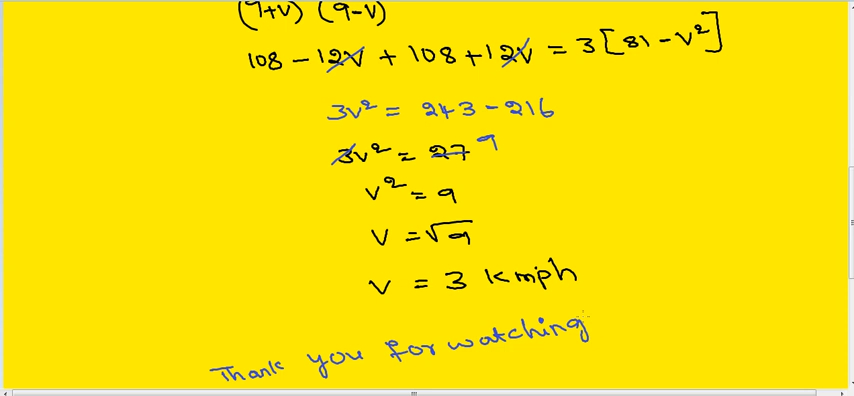 (9+v) (9-v)
108 - 12v + 108 + 12v = 3 [81 - v²]
3v² = 243 - 216
3v² = 27 9
v² = 9
v = √9
v = 3 kmph
Thank you for watching